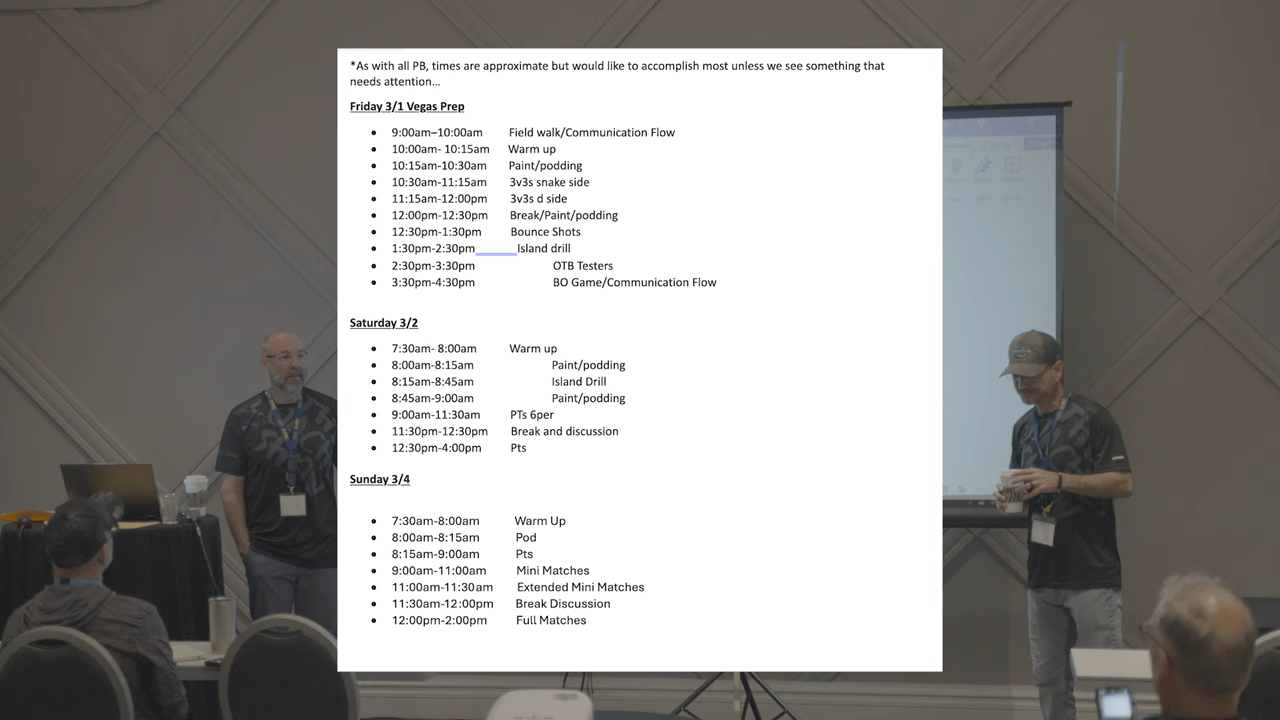 *As with all PB, times are approximate but would like to accomplish most unless we see something that
needs attention...
Friday 3/1 Vegas Prep
• 9:00am–10:00am Field walk/Communication Flow
• 10:00am- 10:15am Warm up
• 10:15am-10:30am Paint/podding
• 10:30am-11:15am 3v3s snake side
• 11:15am-12:00pm 3v3s d side
• 12:00pm-12:30pm Break/Paint/podding
• 12:30pm-1:30pm Bounce Shots
• 1:30pm-2:30pm Island drill
• 2:30pm-3:30pm OTB Testers
• 3:30pm-4:30pm BO Game/Communication Flow
Saturday 3/2
• 7:30am- 8:00am Warm up
• 8:00am-8:15am Paint/podding
• 8:15am-8:45am Island Drill
• 8:45am-9:00am Paint/podding
• 9:00am-11:30am PTs 6per
• 11:30pm-12:30pm Break and discussion
• 12:30pm-4:00pm Pts
Sunday 3/4
• 7:30am-8:00am Warm Up
• 8:00am-8:15am Pod
• 8:15am-9:00am Pts
• 9:00am-11:00am Mini Matches
• 11:00am-11:30am Extended Mini Matches
• 11:30am-12:00pm Break Discussion
• 12:00pm-2:00pm Full Matches